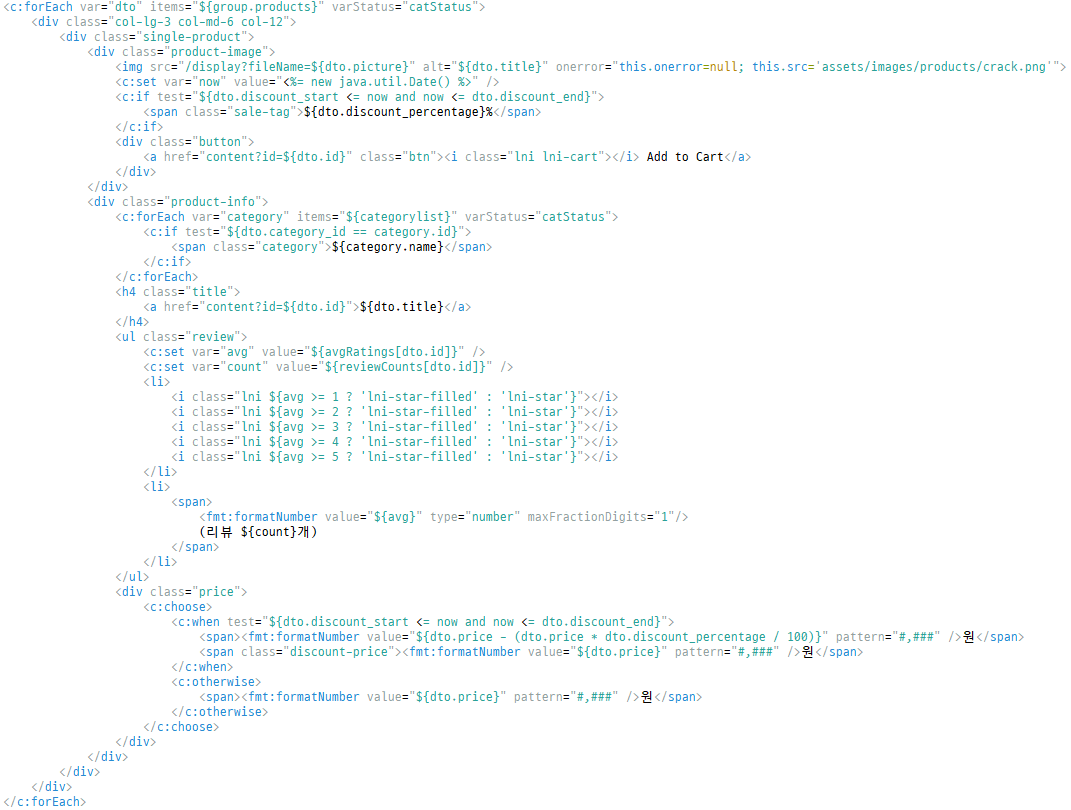 <c:forEach var="dto" items="${group.products}" varStatus="catStatus">
    <div class="col-lg-3 col-md-6 col-12">
        <div class="single-product">
            <div class="product-image">
                <img src="/display?fileName=${dto.picture}" alt="${dto.title}" onerror="this.onerror=null; this.src='assets/images/products/crack.png'">
                <c:set var="now" value="<%= new java.util.Date() %>" />
                <c:if test="${dto.discount_start <= now and now <= dto.discount_end}">
                    <span class="sale-tag">${dto.discount_percentage}%</span>
                </c:if>
                <div class="button">
                    <a href="content?id=${dto.id}" class="btn"><i class="lni lni-cart"></i> Add to Cart</a>
                </div>
            </div>
            <div class="product-info">
                <c:forEach var="category" items="${categorylist}" varStatus="catStatus">
                    <c:if test="${dto.category_id == category.id}">
                        <span class="category">${category.name}</span>
                    </c:if>
                </c:forEach>
                <h4 class="title">
                    <a href="content?id=${dto.id}">${dto.title}</a>
                </h4>
                <ul class="review">
                    <c:set var="avg" value="${avgRatings[dto.id]}" />
                    <c:set var="count" value="${reviewCounts[dto.id]}" />
                    <li>
                        <i class="lni ${avg >= 1 ? 'lni-star-filled' : 'lni-star'}"></i>
                        <i class="lni ${avg >= 2 ? 'lni-star-filled' : 'lni-star'}"></i>
                        <i class="lni ${avg >= 3 ? 'lni-star-filled' : 'lni-star'}"></i>
                        <i class="lni ${avg >= 4 ? 'lni-star-filled' : 'lni-star'}"></i>
                        <i class="lni ${avg >= 5 ? 'lni-star-filled' : 'lni-star'}"></i>
                    </li>
                    <li>
                        <span>
                            <fmt:formatNumber value="${avg}" type="number" maxFractionDigits="1"/>
                            (리뷰 ${count}개)
                        </span>
                    </li>
                </ul>
                <div class="price">
                    <c:choose>
                        <c:when test="${dto.discount_start <= now and now <= dto.discount_end}">
                            <span><fmt:formatNumber value="${dto.price - (dto.price * dto.discount_percentage / 100)}" pattern="#,###" />원</span>
                            <span class="discount-price"><fmt:formatNumber value="${dto.price}" pattern="#,###" />원</span>
                        </c:when>
                        <c:otherwise>
                            <span><fmt:formatNumber value="${dto.price}" pattern="#,###" />원</span>
                        </c:otherwise>
                    </c:choose>
                </div>
            </div>
        </div>
    </div>
</c:forEach>